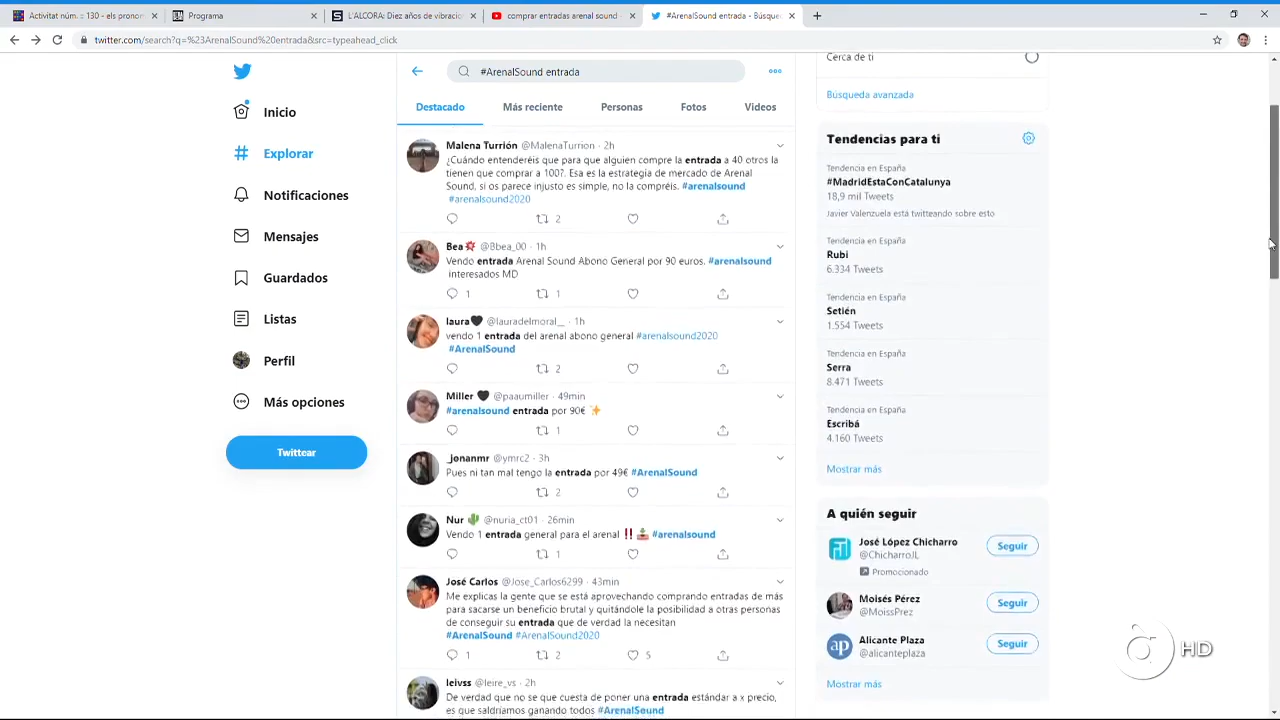 Activitat núm.: 130 - els pronom
Programa
L'ALCORA: Diez años de vibracio
comprar entradas arenal sound -
#ArenalSound entrada - Búsque
twitter.com/search?q=%23ArenalSound%20entrada&src=typeahead_click
#ArenalSound entrada
Destacado
Más reciente
Personas
Fotos
Videos
Inicio
Explorar
Notificaciones
Mensajes
Guardados
Listas
Perfil
Más opciones
Twittear
Malena Turrión @MalenaTurrion · 2h
¿Cuándo entenderéis que para que alguien compre la entrada a 40 otros la
tienen que comprar a 100?. Esa es la estrategia de mercado de Arenal
Sound, si os parece injusto es simple, no la compréis. #arenalsound
#arenalsound2020
2
Bea @Bbea_00 · 1h
Vendo entrada Arenal Sound Abono General por 90 euros. #arenalsound
interesados MD
1 1
laura @lauradelmoral__ · 1h
vendo 1 entrada del arenal abono general #arenalsound2020
#ArenalSound
2
Miller @paaumiller · 49min
#arenalsound entrada por 90€
1
_jonanmr @ymrc2 · 3h
Pues ni tan mal tengo la entrada por 49€ #ArenalSound
2
Nur @nuria_ct01 · 26min
Vendo 1 entrada general para el arenal ‼ #arenalsound
1
José Carlos @Jose_Carlos6299 · 43min
Me explicas la gente que se está aprovechando comprando entradas de más
para sacarse un beneficio brutal y quitándole la posibilidad a otras personas
de conseguir su entrada que de verdad la necesitan
#ArenalSound #ArenalSound2020
1 2 5
leivss @leire_vs · 2h
De verdad que no se que cuesta de poner una entrada estándar a x precio,
es que saldríamos ganando todos #ArenalSound
Cerca de ti
Búsqueda avanzada
Tendencias para ti
Tendencia en España
#MadridEstaConCatalunya
18,9 mil Tweets
Javier Valenzuela está twitteando sobre esto
Tendencia en España
Rubi
6.334 Tweets
Tendencia en España
Setién
1.554 Tweets
Tendencia en España
Serra
8.471 Tweets
Tendencia en España
Escribá
4.160 Tweets
Mostrar más
A quién seguir
José López Chicharro
@ChicharroJL
Seguir
Promocionado
Moisés Pérez
@MoissPrez
Seguir
ap
Alicante Plaza
@alicanteplaza
Seguir
Mostrar más
HD